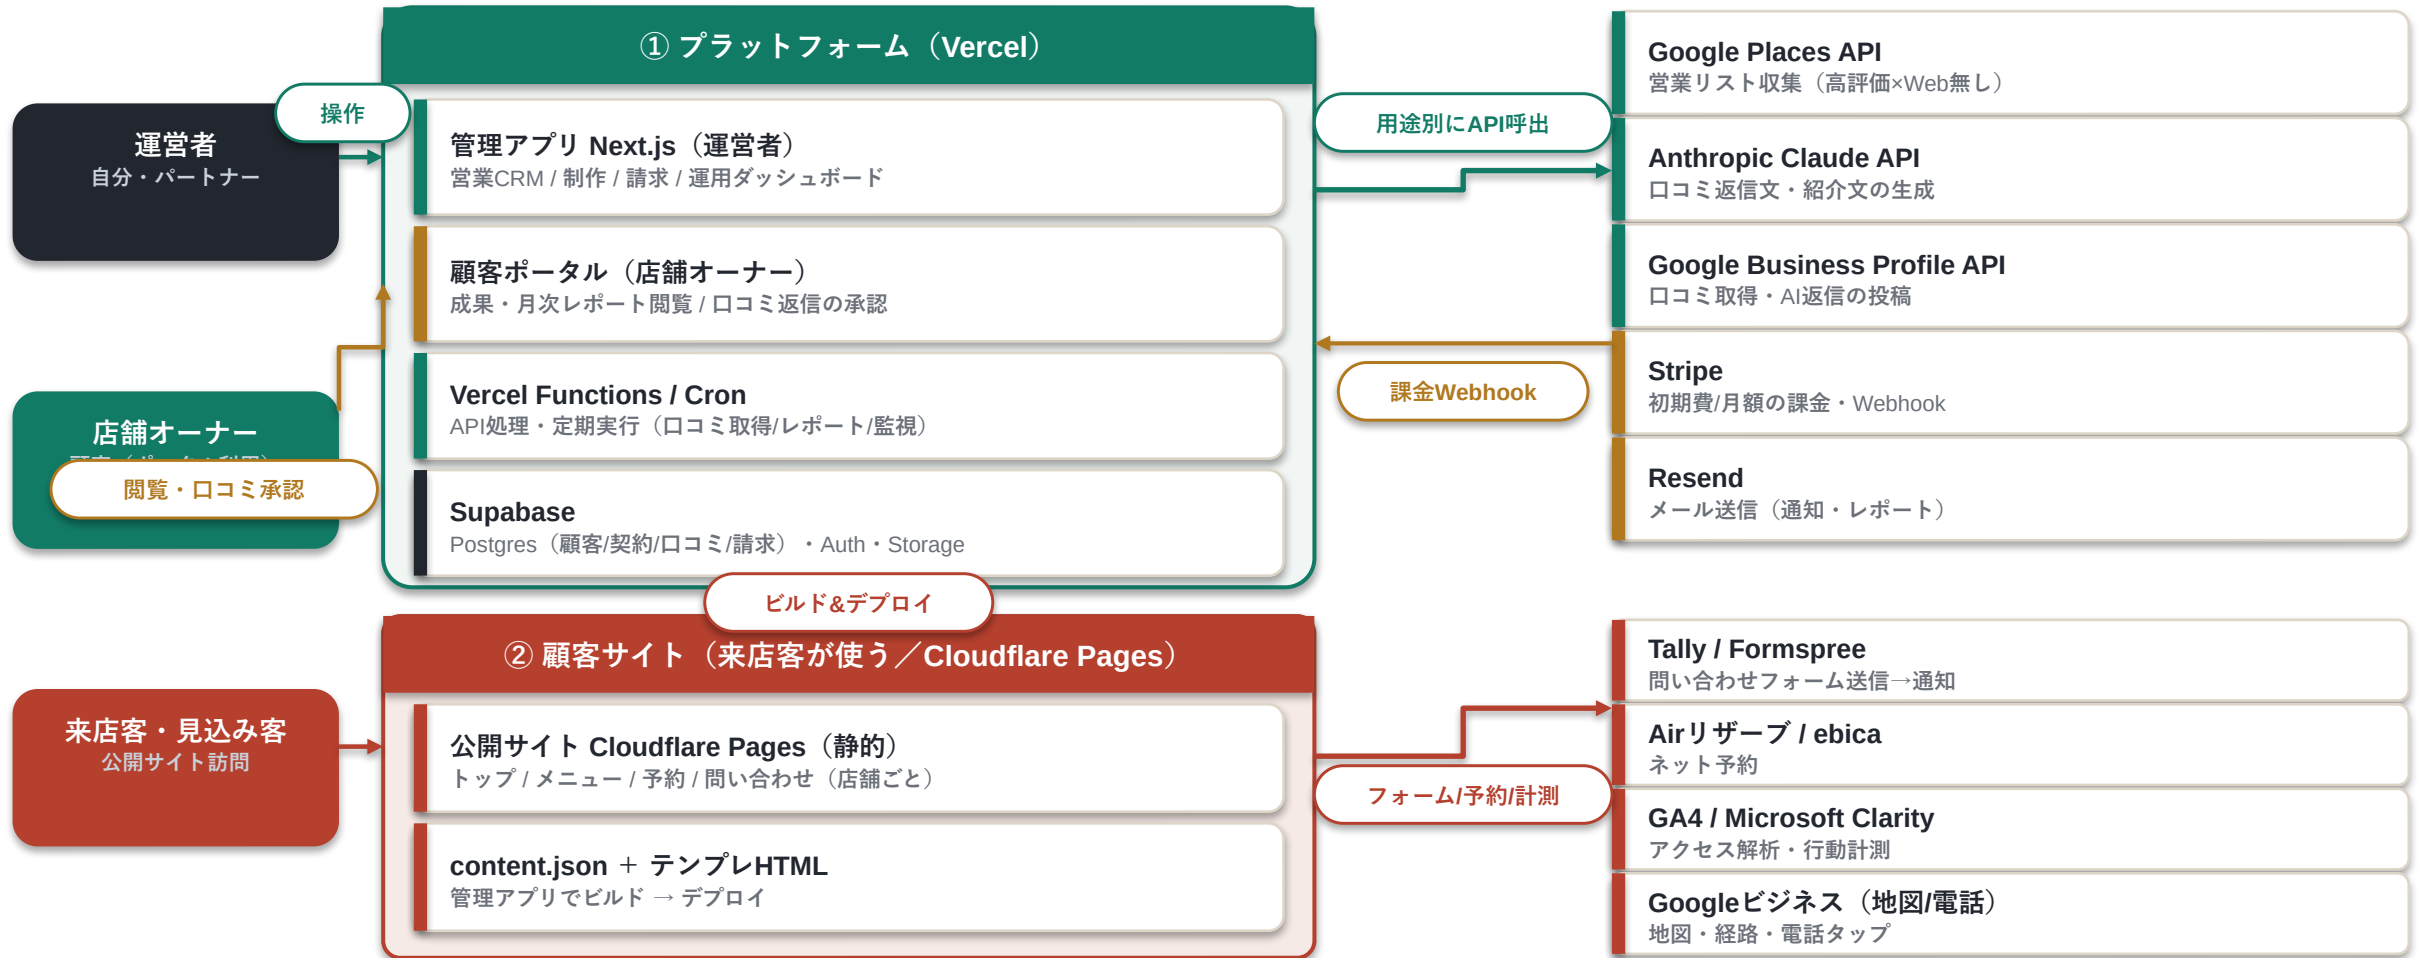 ① プラットフォーム（Vercel）
操作
運営者
自分・パートナー
管理アプリ Next.js（運営者）
営業CRM / 制作 / 請求 / 運用ダッシュボード
顧客ポータル（店舗オーナー）
成果・月次レポート閲覧 / 口コミ返信の承認
店舗オーナー
閲覧・口コミ承認
Vercel Functions / Cron
API処理・定期実行（口コミ取得/レポート/監視）
Supabase
Postgres（顧客/契約/口コミ/請求）・Auth・Storage
用途別にAPI呼出
課金Webhook
Google Places API
営業リスト収集（高評価×Web無し）
Anthropic Claude API
口コミ返信文・紹介文の生成
Google Business Profile API
口コミ取得・AI返信の投稿
Stripe
初期費/月額の課金・Webhook
Resend
メール送信（通知・レポート）
ビルド&デプロイ
② 顧客サイト（来店客が使う／Cloudflare Pages）
来店客・見込み客
公開サイト訪問
公開サイト Cloudflare Pages（静的）
トップ / メニュー / 予約 / 問い合わせ（店舗ごと）
content.json ＋ テンプレHTML
管理アプリでビルド → デプロイ
フォーム/予約/計測
Tally / Formspree
問い合わせフォーム送信→通知
Airリザーブ / ebica
ネット予約
GA4 / Microsoft Clarity
アクセス解析・行動計測
Googleビジネス（地図/電話）
地図・経路・電話タップ